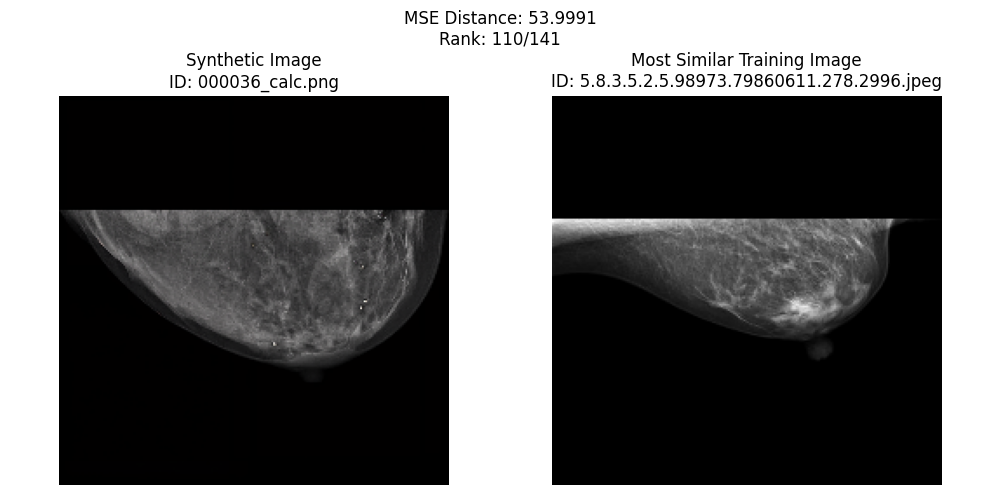 MSE Distance: 53.9991
Rank: 110/141
Synthetic Image
ID: 000036_calc.png
Most Similar Training Image
ID: 5.8.3.5.2.5.98973.79860611.278.2996.jpeg